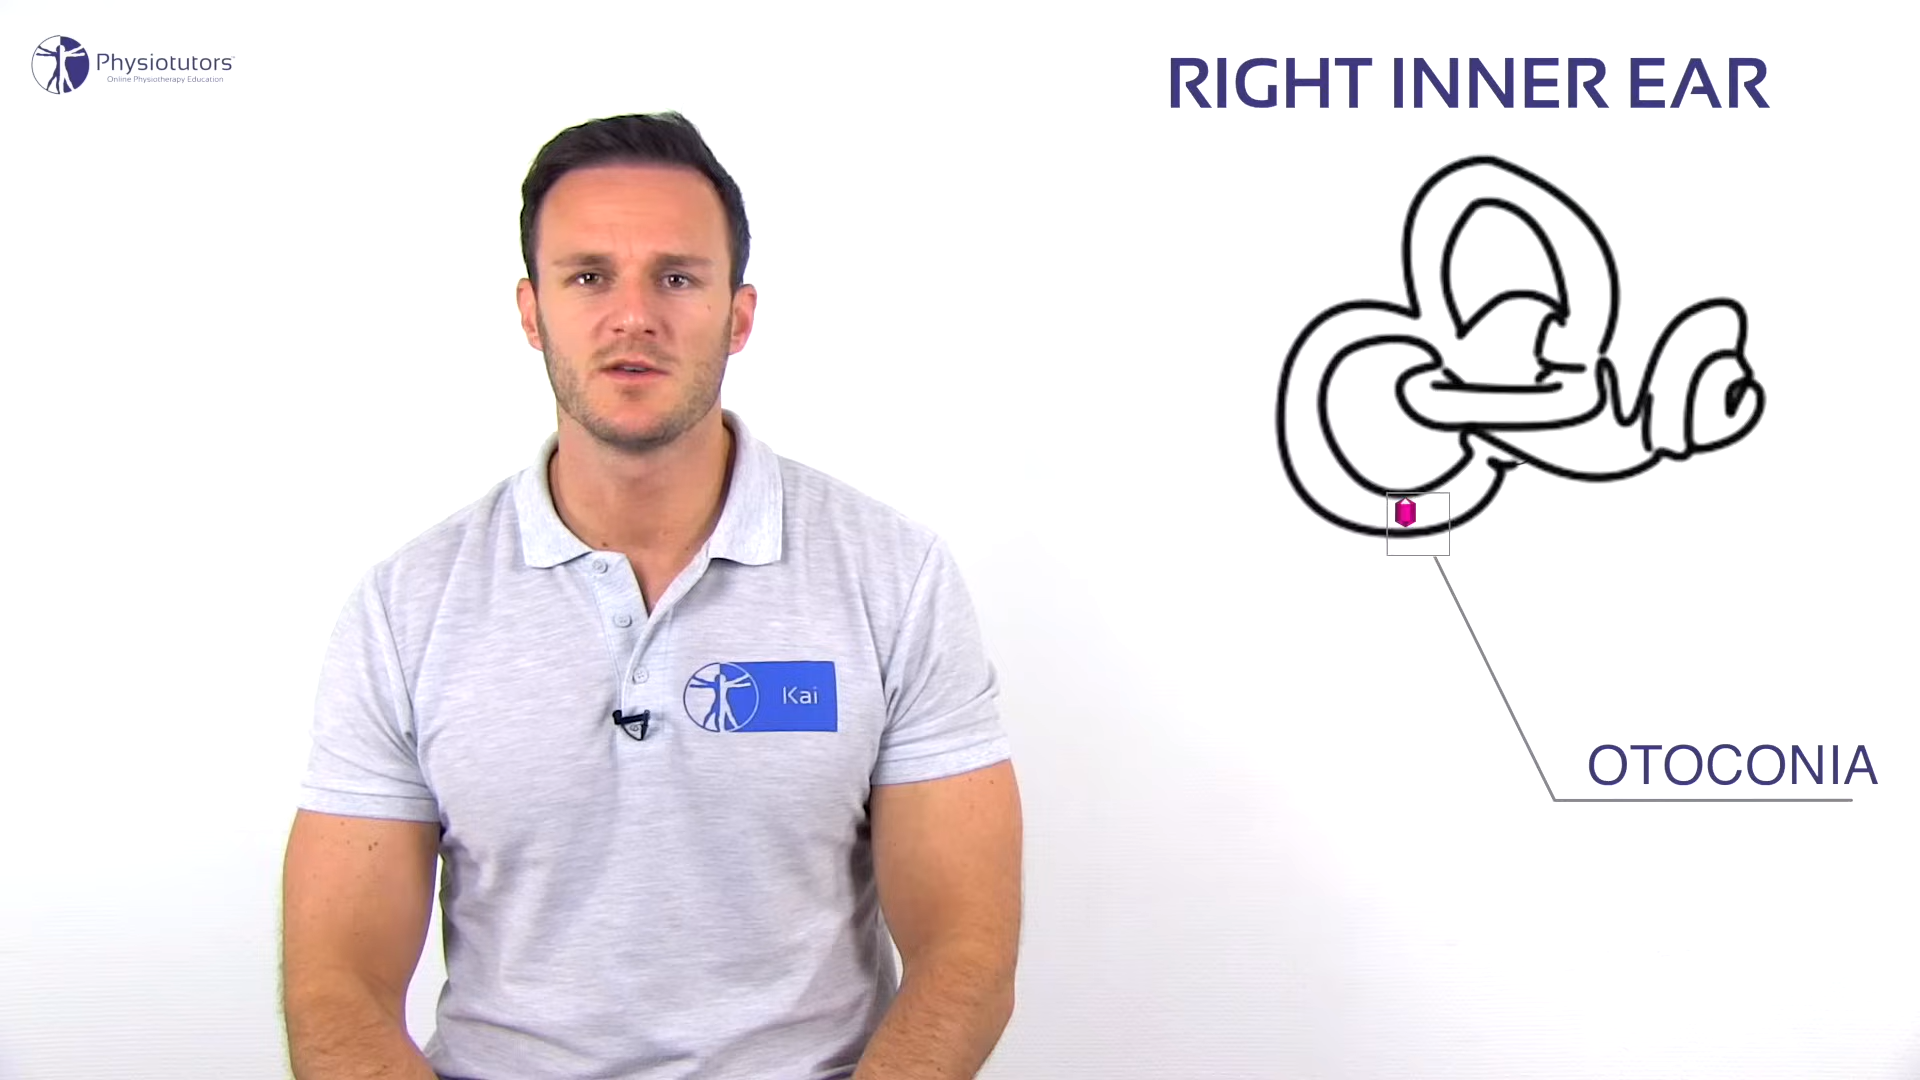 Physiotutors
Online Physiotherapy Education
RIGHT INNER EAR
Kai
OTOCONIA